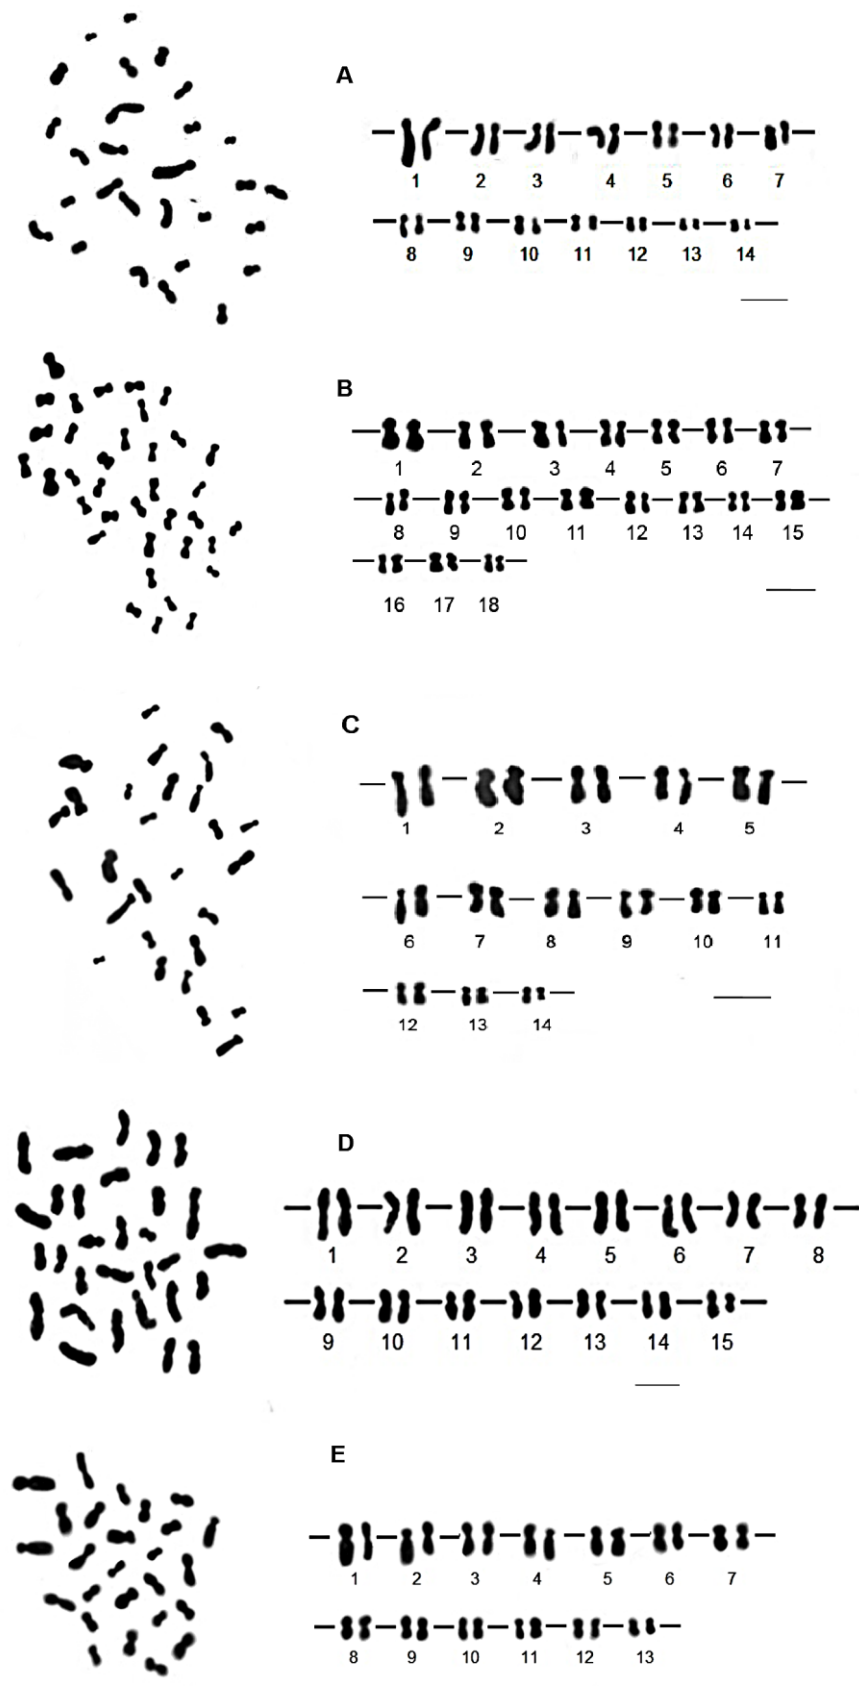 A
1 2 3 4 5 6 7
8 9 10 11 12 13 14
B
1 2 3 4 5 6 7
8 9 10 11 12 13 14 15
16 17 18
C
1 2 3 4 5
6 7 8 9 10 11
12 13 14
D
1 2 3 4 5 6 7 8
9 10 11 12 13 14 15
E
1 2 3 4 5 6 7
8 9 10 11 12 13